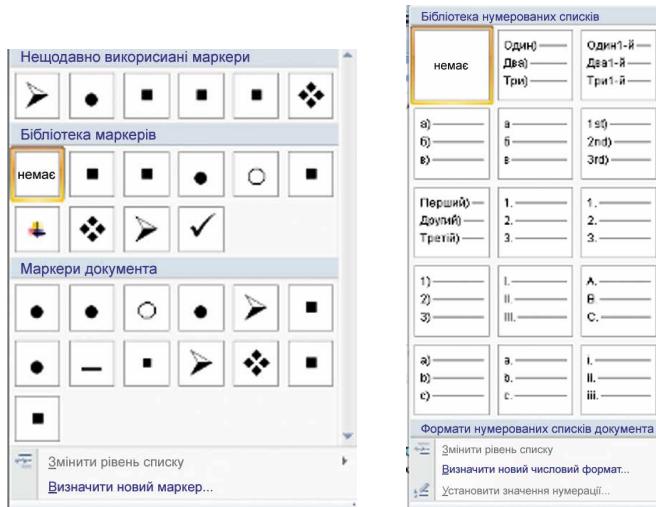 Нещодавно викорисиані маркери
Бібліотека маркерів
немає
Маркери документа
Змінити рівень списку
Визначити новий маркер...
Бібліотека нумерованих списків
немає
Один)
Два)
Три)
Один1-й
Два1-й
Три1-й
а)
б)
в)
а
б
в
1st)
2nd)
3rd)
Перший)
Другий)
Третій)
1.
2.
3.
1.
2.
3.
1)
2)
3)
I.
II.
III.
A.
B.
C.
a)
b)
c)
a.
b.
c.
i.
ii.
iii.
Формати нумерованих списків документа
Змінити рівень списку
Визначити новий числовий формат...
Установити значення нумерації...